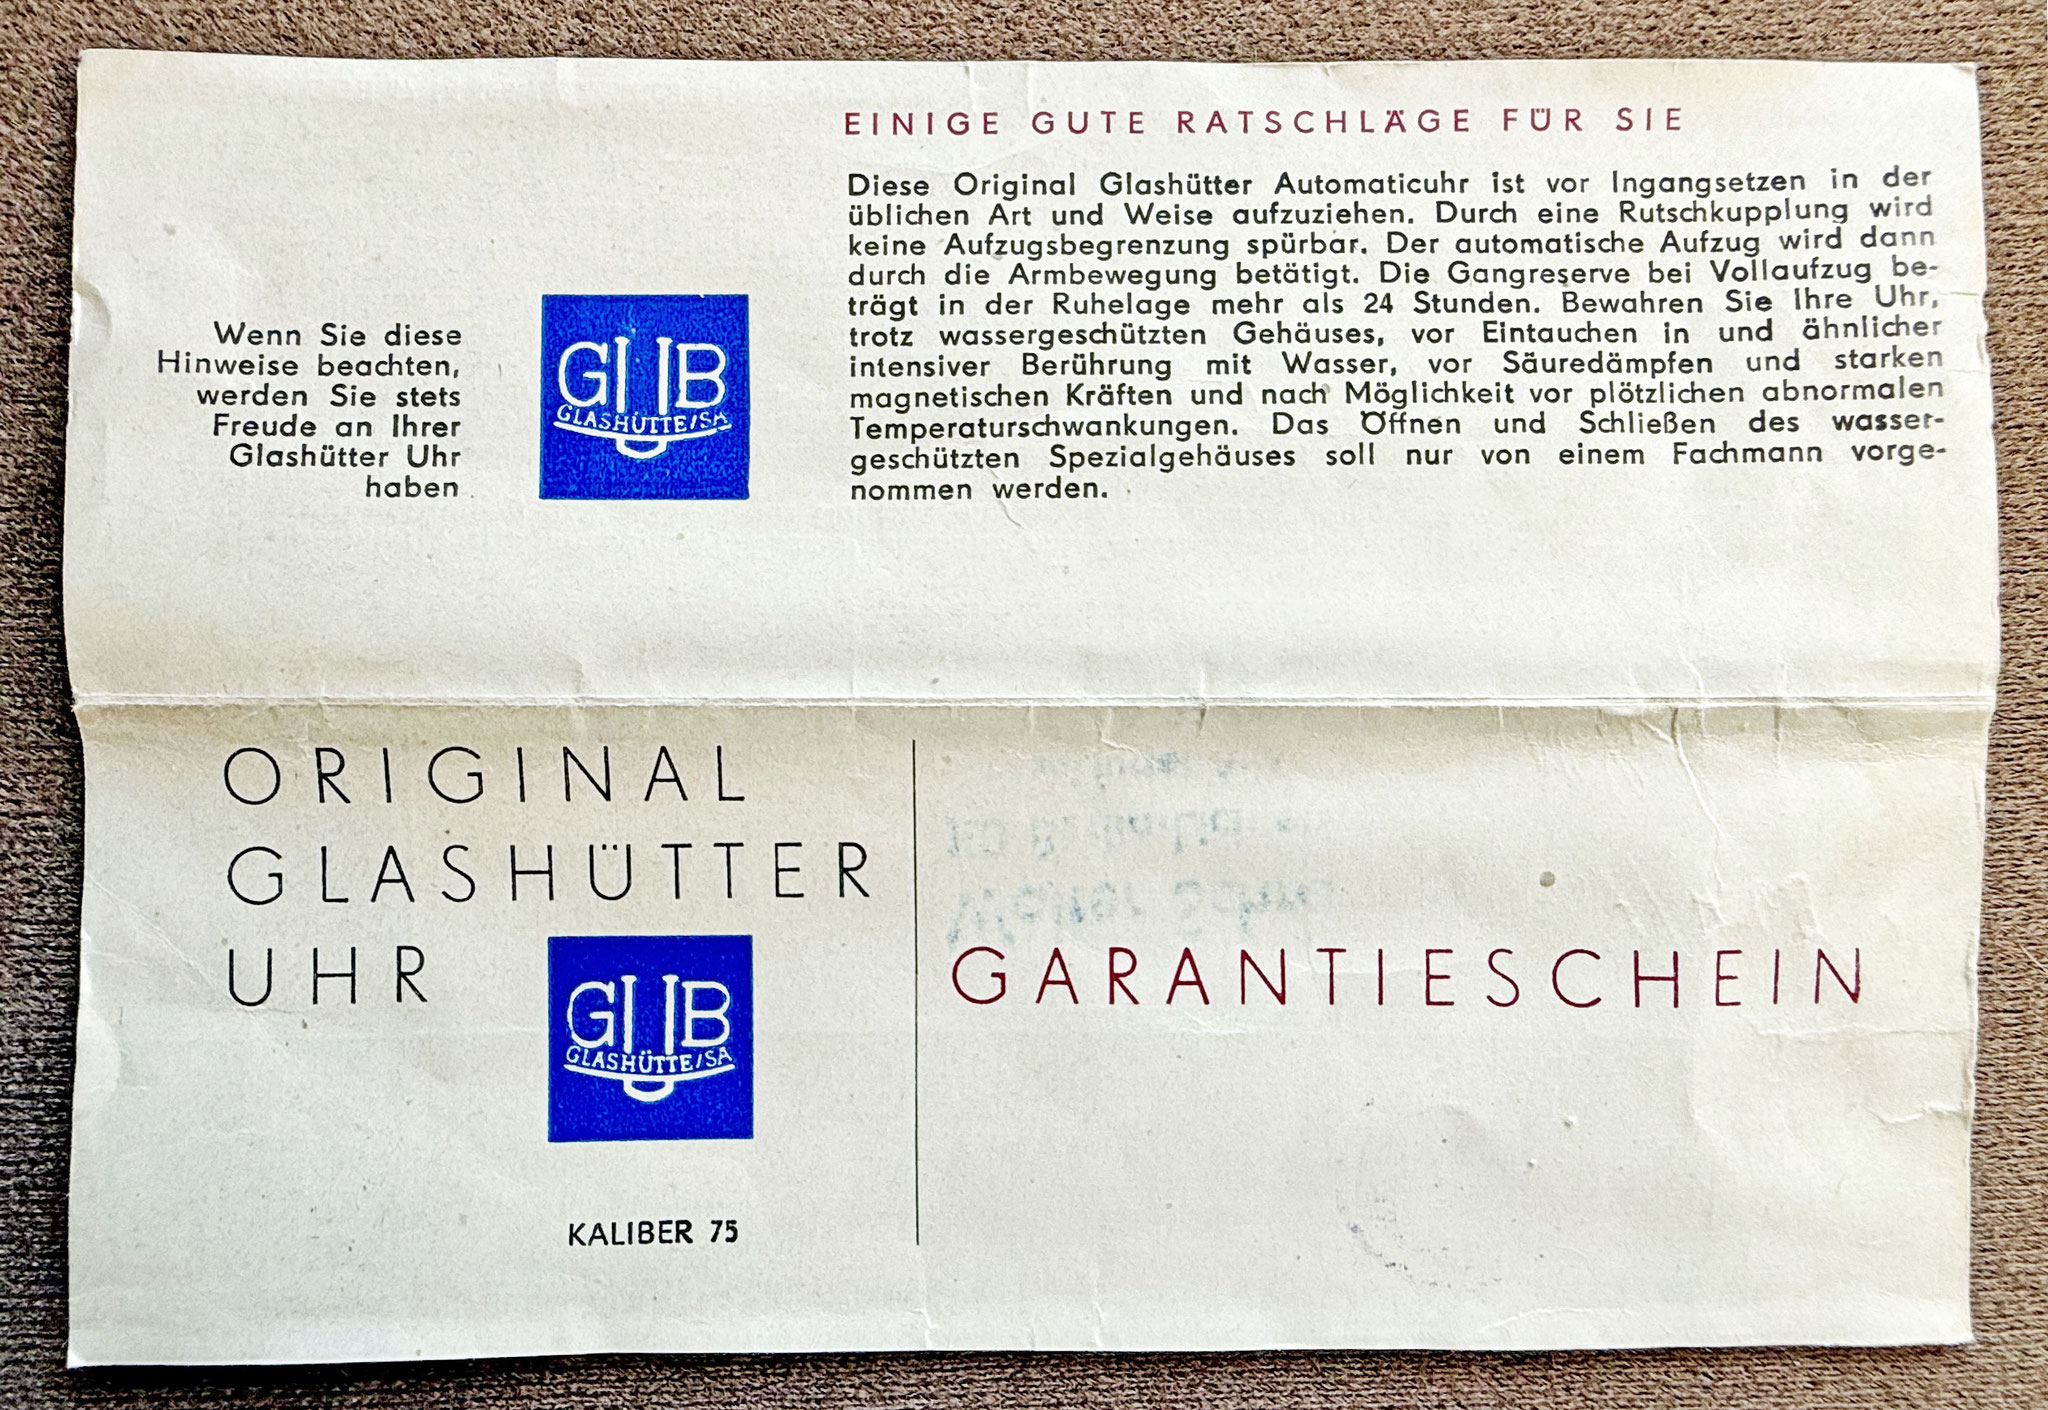 EINIGE GUTE RATSCHLÄGE FÜR SIE
Diese Original Glashütter Automaticuhr ist vor Ingangsetzen in der
üblichen Art und Weise aufzuziehen. Durch eine Rutschkupplung wird
keine Aufzugsbegrenzung spürbar. Der automatische Aufzug wird dann
durch die Armbewegung betätigt. Die Gangreserve bei Vollaufzug be-
trägt in der Ruhelage mehr als 24 Stunden. Bewahren Sie Ihre Uhr,
trotz wassergeschützten Gehäuses, vor Eintauchen in und ähnlicher
intensiver Berührung mit Wasser, vor Säuredämpfen und starken
magnetischen Kräften und nach Möglichkeit vor plötzlichen abnormalen
Temperaturschwankungen. Das Öffnen und Schließen des wasser-
geschützten Spezialgehäuses soll nur von einem Fachmann vorge-
nommen werden.
Wenn Sie diese
Hinweise beachten,
werden Sie stets
Freude an Ihrer
Glashütter Uhr
haben
GUB
GLASHÜTTE/SA
ORIGINAL
GLASHÜTTER
UHR
GUB
GLASHÜTTE/SA
KALIBER 75
GARANTIESCHEIN